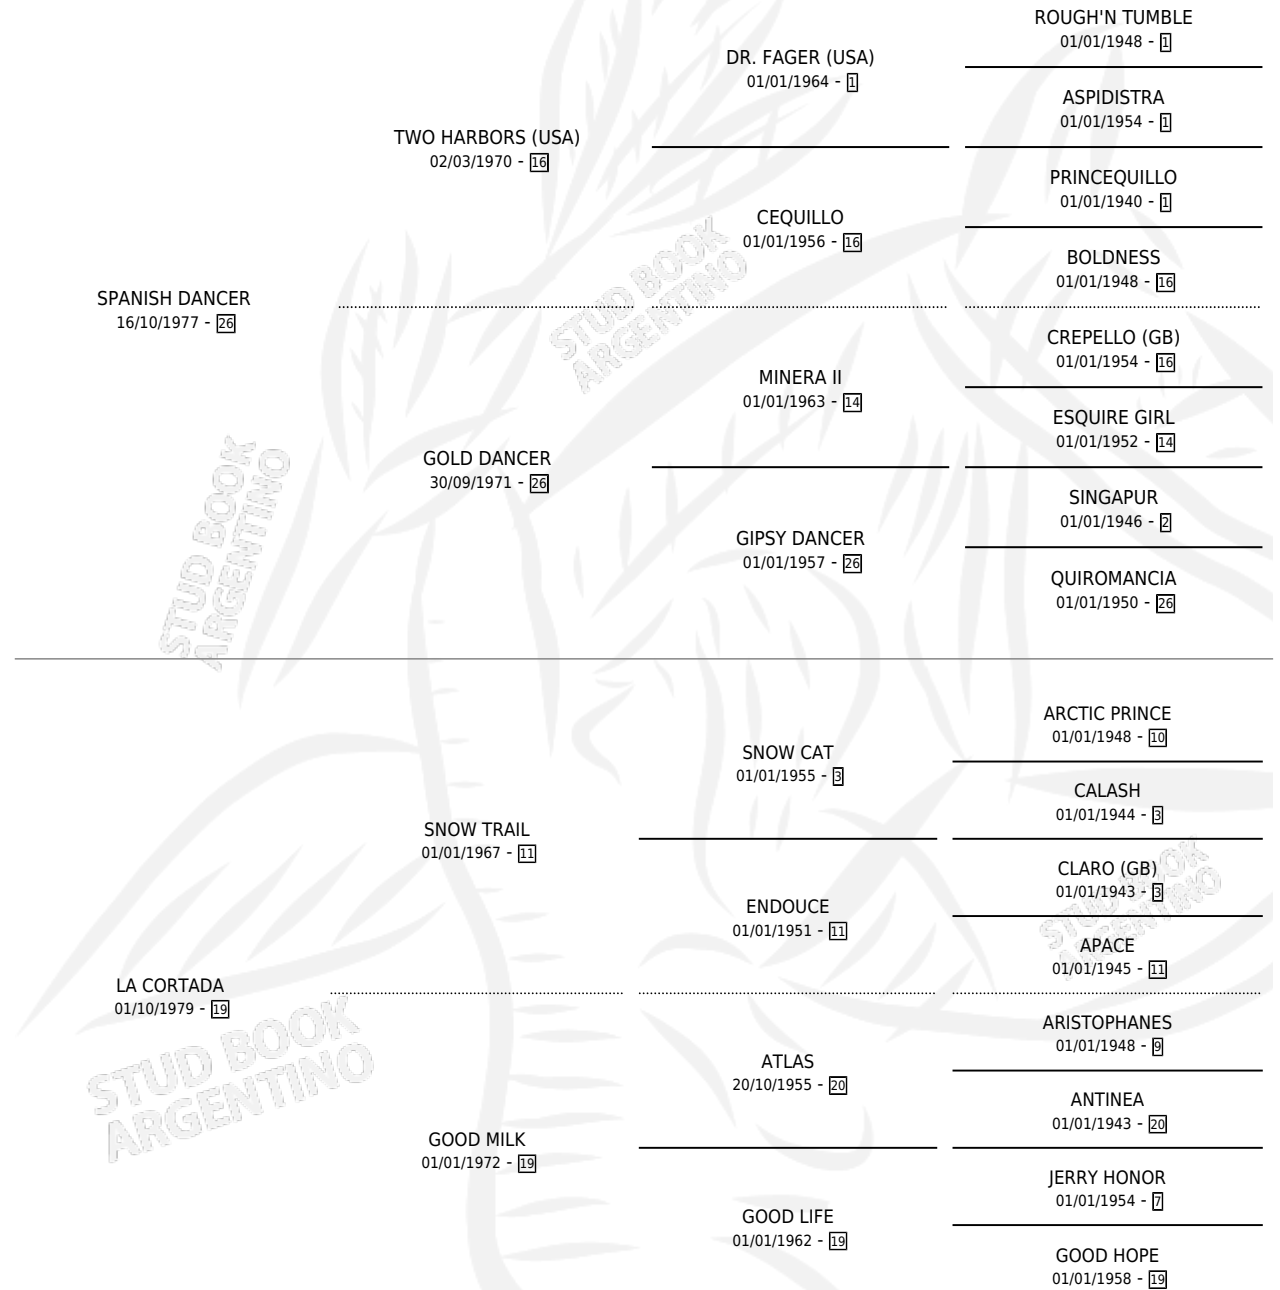 ROUGH'N TUMBLE
01/01/1948 - 1
DR. FAGER (USA)
01/01/1964 - 1
ASPIDISTRA
01/01/1954 - 1
TWO HARBORS (USA)
02/03/1970 - 16
PRINCEQUILLO
01/01/1940 - 1
CEQUILLO
01/01/1956 - 16
BOLDNESS
01/01/1948 - 16
SPANISH DANCER
16/10/1977 - 26
CREPELLO (GB)
01/01/1954 - 16
MINERA II
01/01/1963 - 14
ESQUIRE GIRL
01/01/1952 - 14
GOLD DANCER
30/09/1971 - 26
SINGAPUR
01/01/1946 - 2
GIPSY DANCER
01/01/1957 - 26
QUIROMANCIA
01/01/1950 - 26
ARCTIC PRINCE
01/01/1948 - 10
SNOW CAT
01/01/1955 - 3
CALASH
01/01/1944 - 3
SNOW TRAIL
01/01/1967 - 11
CLARO (GB)
01/01/1943 - 3
ENDOUCE
01/01/1951 - 11
APACE
01/01/1945 - 11
LA CORTADA
01/10/1979 - 19
ARISTOPHANES
01/01/1948 - 9
ATLAS
20/10/1955 - 20
ANTINEA
01/01/1943 - 20
GOOD MILK
01/01/1972 - 19
JERRY HONOR
01/01/1954 - 7
GOOD LIFE
01/01/1962 - 19
GOOD HOPE
01/01/1958 - 19
STUD BOOK
ARGENTINO
STUD BOOK
ARGENTINO
STUD BOOK
ARGENTINO
STUD BOOK
ARGENTINO